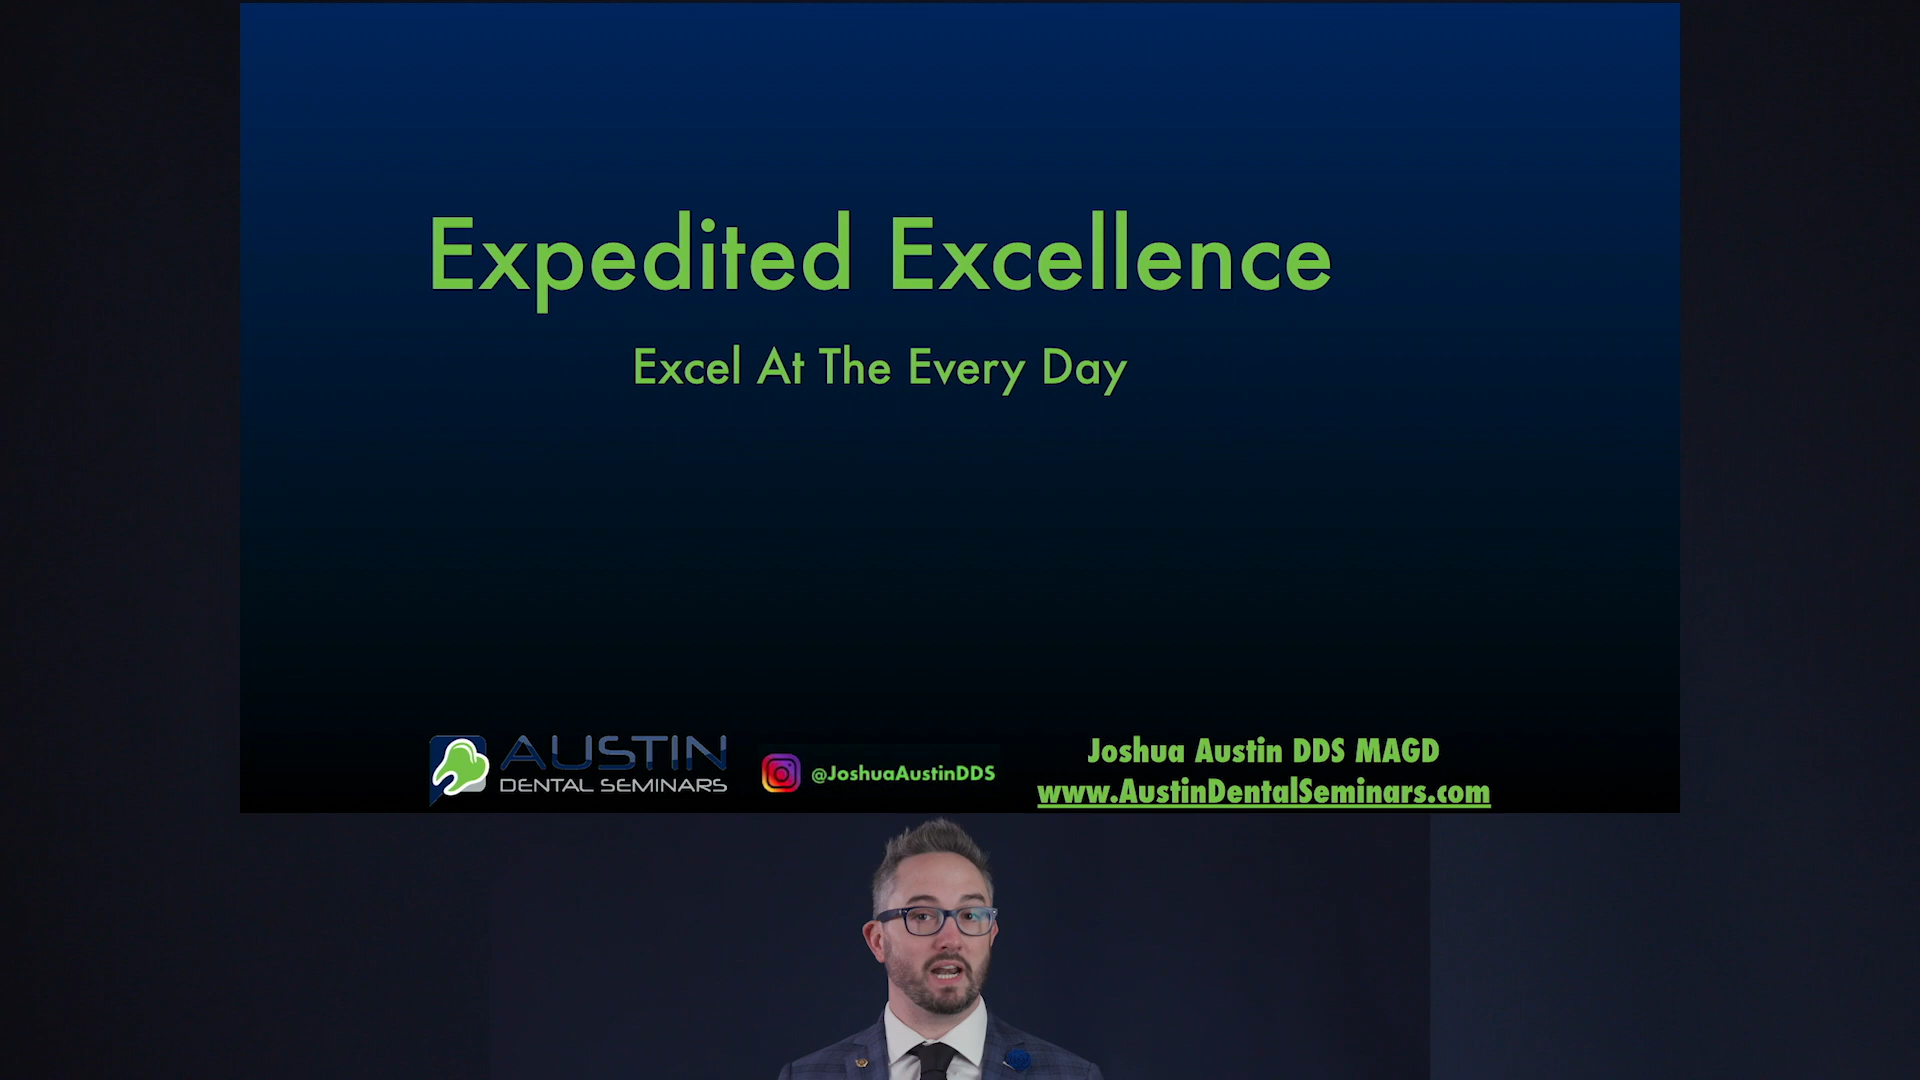 Expedited Excellence
Excel At The Every Day
AUSTIN
DENTAL SEMINARS
@JoshuaAustinDDS
Joshua Austin DDS MAGD
www.AustinDentalSeminars.com